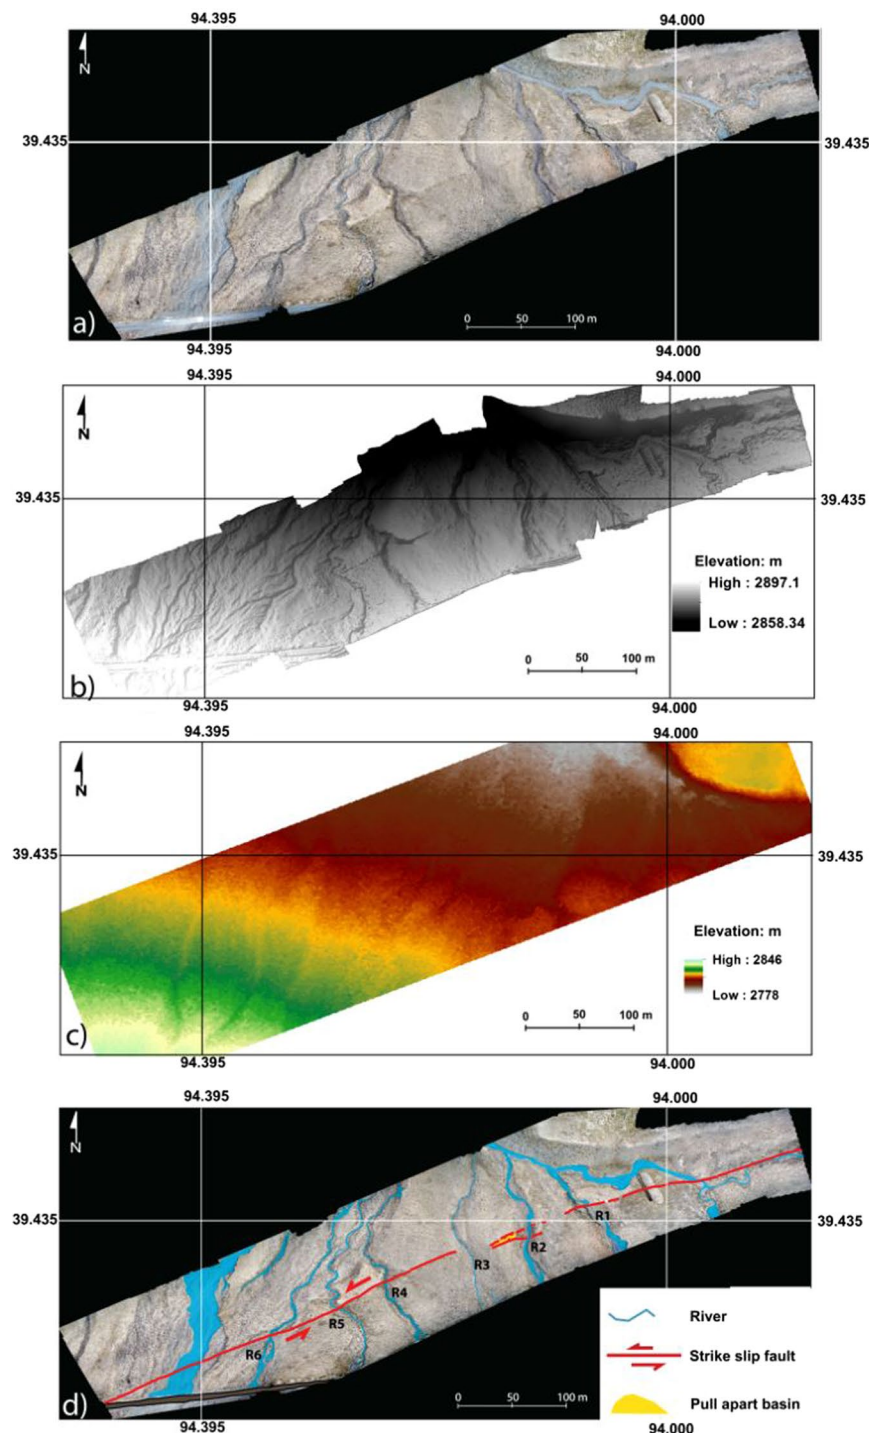 94.395 94.000
N
39.435 39.435
a)
0 50 100 m
94.395 94.000
94.395 94.000
N
39.435 39.435
Elevation: m
High : 2897.1
Low : 2858.34
b)
0 50 100 m
94.395 94.000
94.395 94.000
N
39.435 39.435
Elevation: m
High : 2846
Low : 2778
c)
0 50 100 m
94.395 94.000
94.395 94.000
N
39.435 39.435
R1
R2
R3
R4
R5
R6
River
Strike slip fault
Pull apart basin
d)
0 50 100 m
94.395 94.000